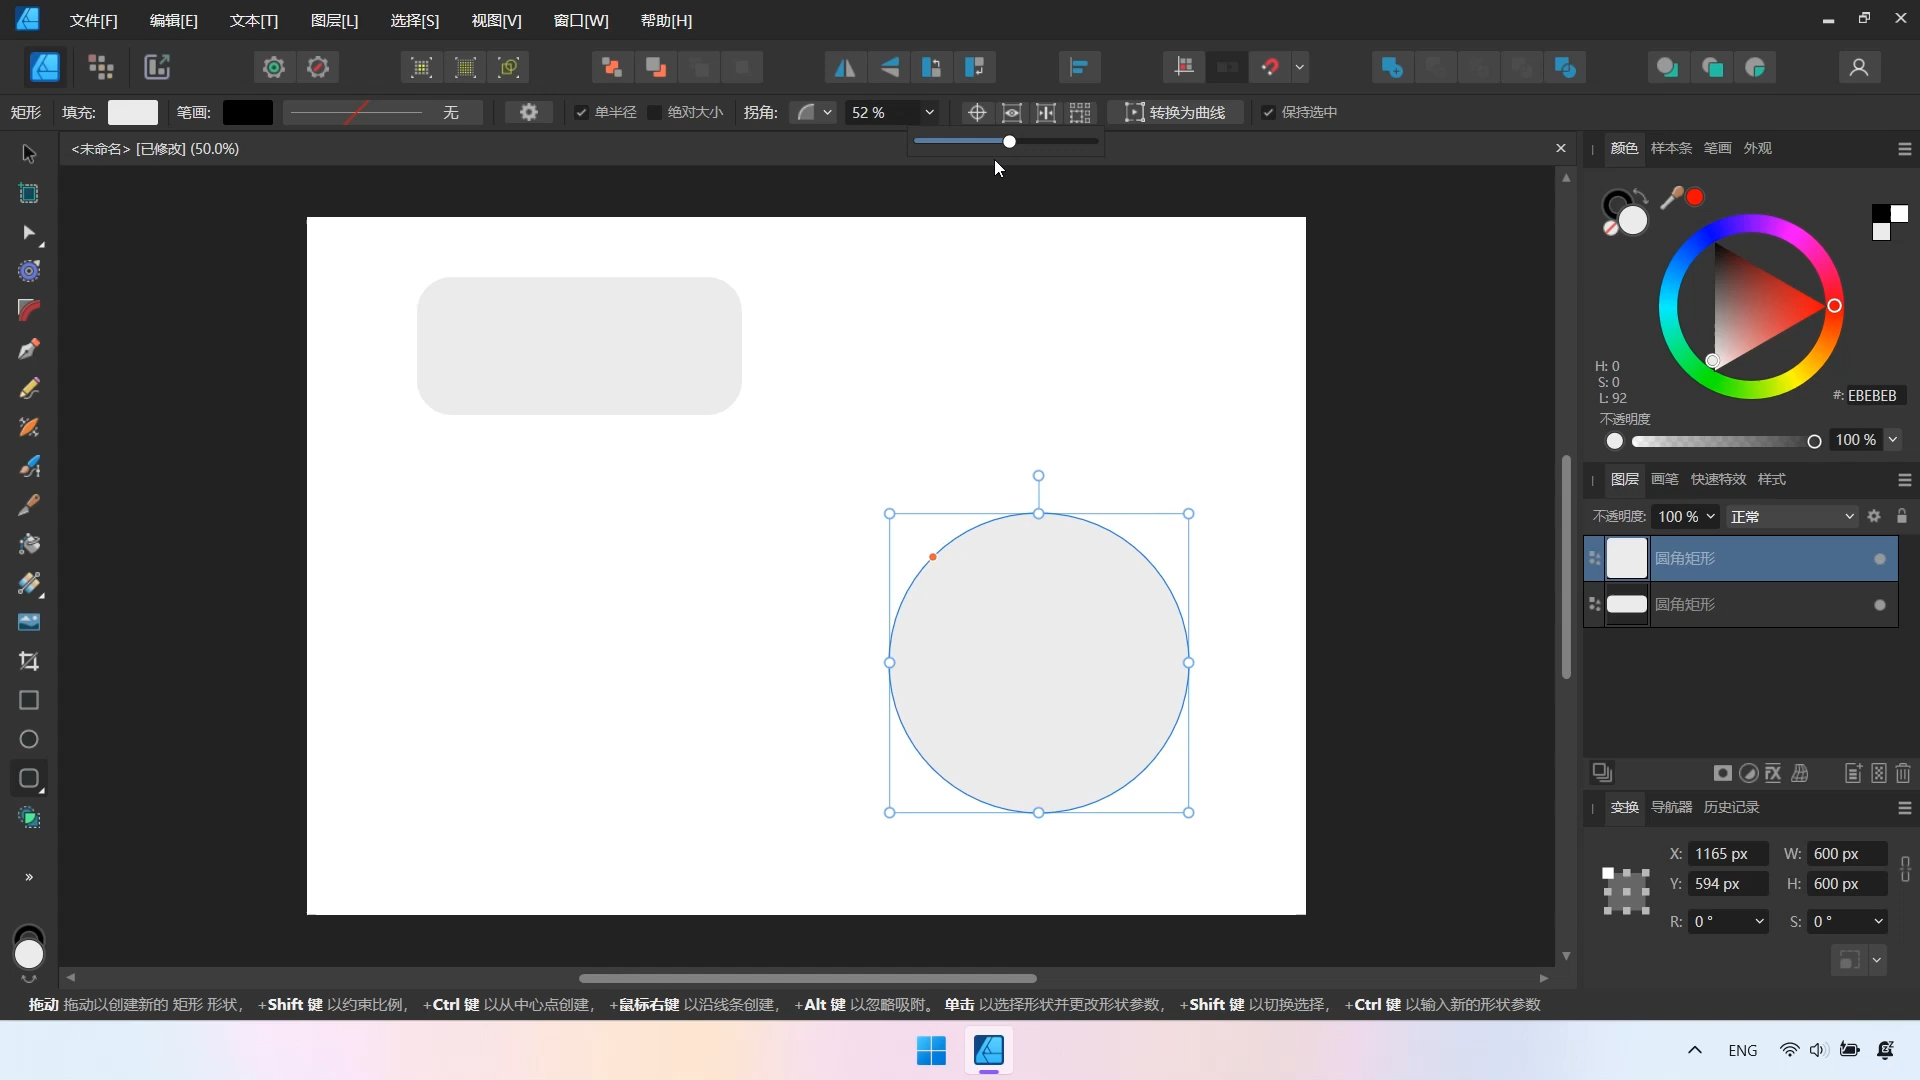 文件[F] 编辑[E] 文本[T] 图层[L] 选择[S] 视图[V] 窗口[W] 帮助[H]
矩形 填充: 笔画: 无 单半径 绝对大小 拐角: 52 % 转换为曲线 保持选中
<未命名> [已修改] (50.0%)
颜色 样本条 笔画 外观
H: 0
S: 0
L: 92
#: EBEBEB
不透明度
100 %
图层 画笔 快速特效 样式
不透明度: 100 % 正常
圆角矩形
圆角矩形
变换 导航器 历史记录
X: 1165 px W: 600 px
Y: 594 px H: 600 px
R: 0 ° S: 0 °
拖动 拖动以创建新的 矩形 形状， +Shift 键 以约束比例， +Ctrl 键 以从中心点创建， +鼠标右键 以沿线条创建， +Alt 键 以忽略吸附。 单击 以选择形状并更改形状参数， +Shift 键 以切换选择， +Ctrl 键 以输入新的形状参数
ENG